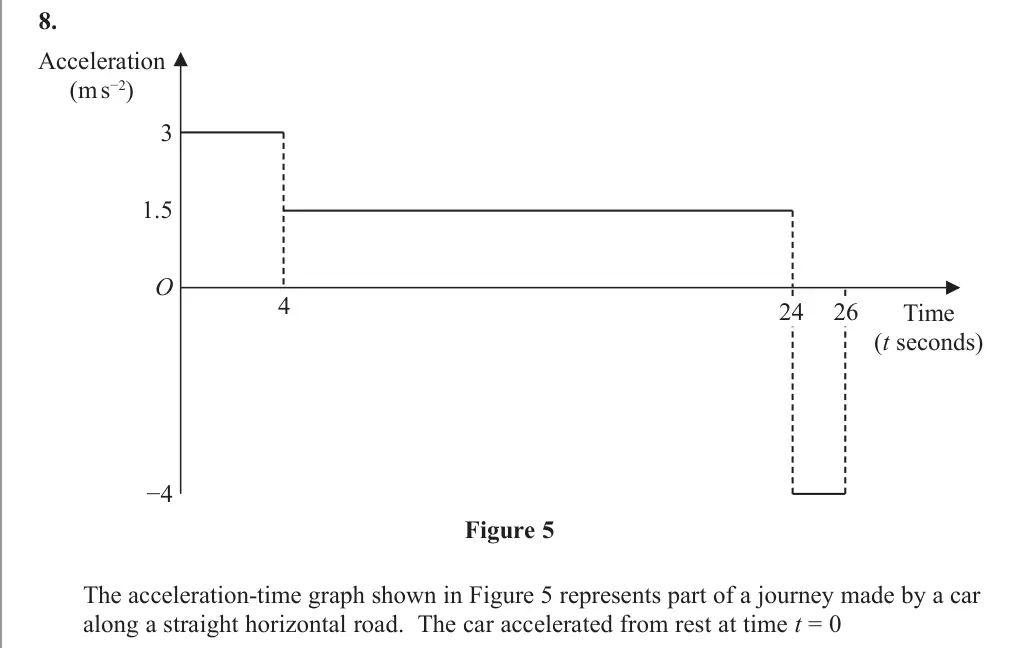 8.
Acceleration
(m s⁻²)
3
1.5
O
4
24 26 Time
(t seconds)
−4
Figure 5
The acceleration-time graph shown in Figure 5 represents part of a journey made by a car
along a straight horizontal road. The car accelerated from rest at time t = 0